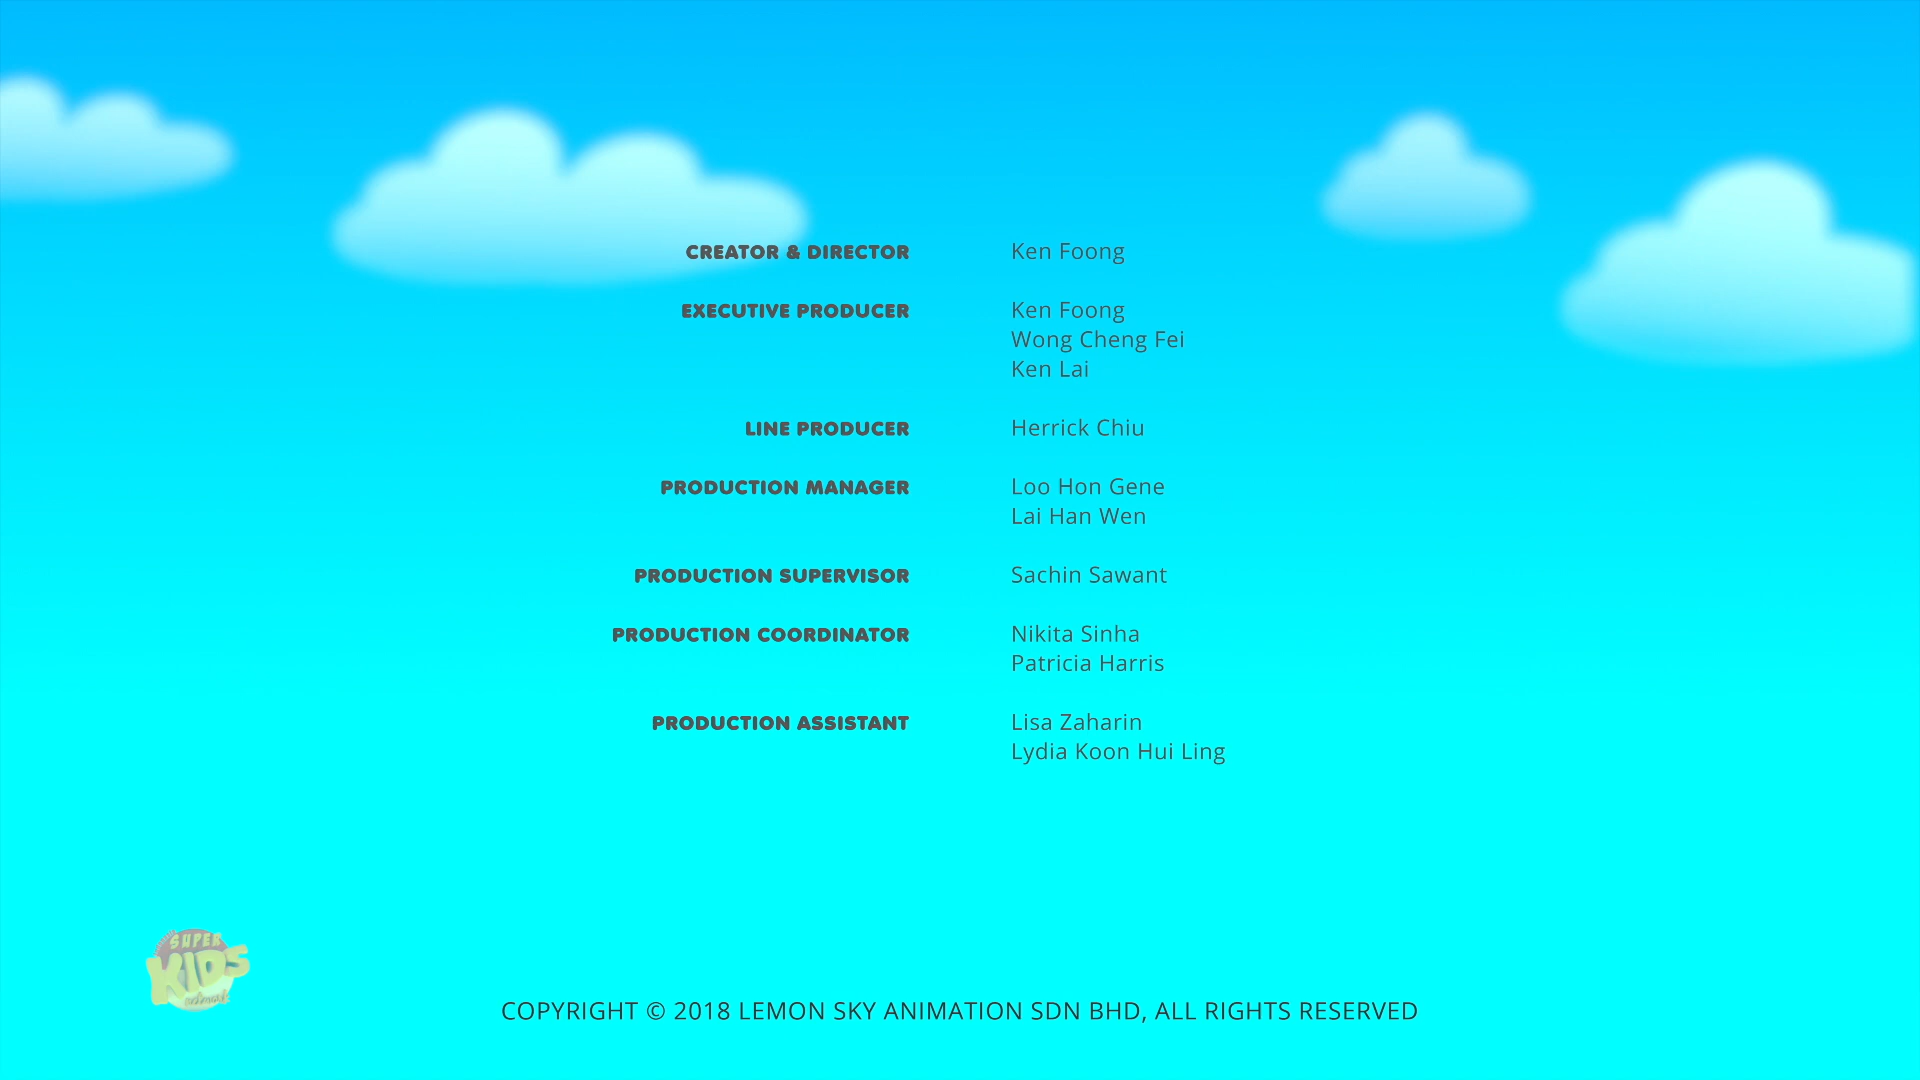 CREATOR & DIRECTOR Ken Foong
EXECUTIVE PRODUCER Ken Foong
Wong Cheng Fei
Ken Lai
LINE PRODUCER Herrick Chiu
PRODUCTION MANAGER Loo Hon Gene
Lai Han Wen
PRODUCTION SUPERVISOR Sachin Sawant
PRODUCTION COORDINATOR Nikita Sinha
Patricia Harris
PRODUCTION ASSISTANT Lisa Zaharin
Lydia Koon Hui Ling
SUPER
KIDS
network
COPYRIGHT © 2018 LEMON SKY ANIMATION SDN BHD, ALL RIGHTS RESERVED